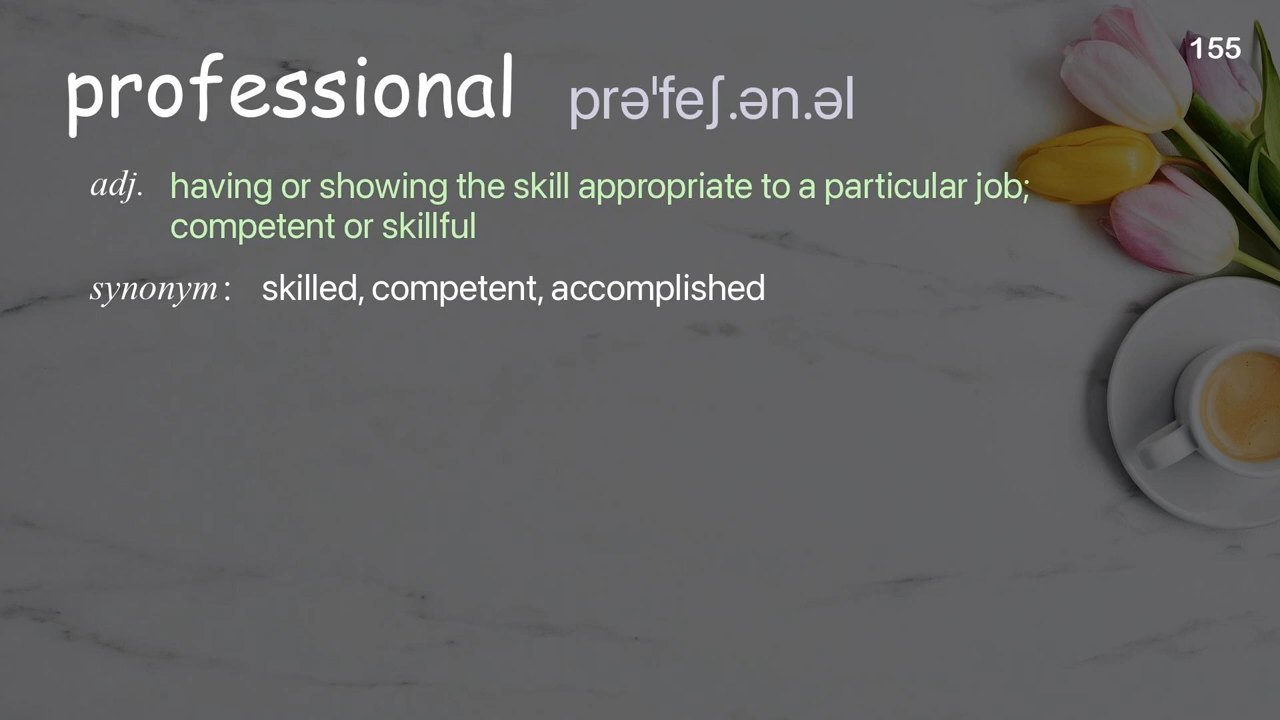 155
professional prəˈfeʃ.ən.əl
adj. having or showing the skill appropriate to a particular job;
competent or skillful
synonym : skilled, competent, accomplished